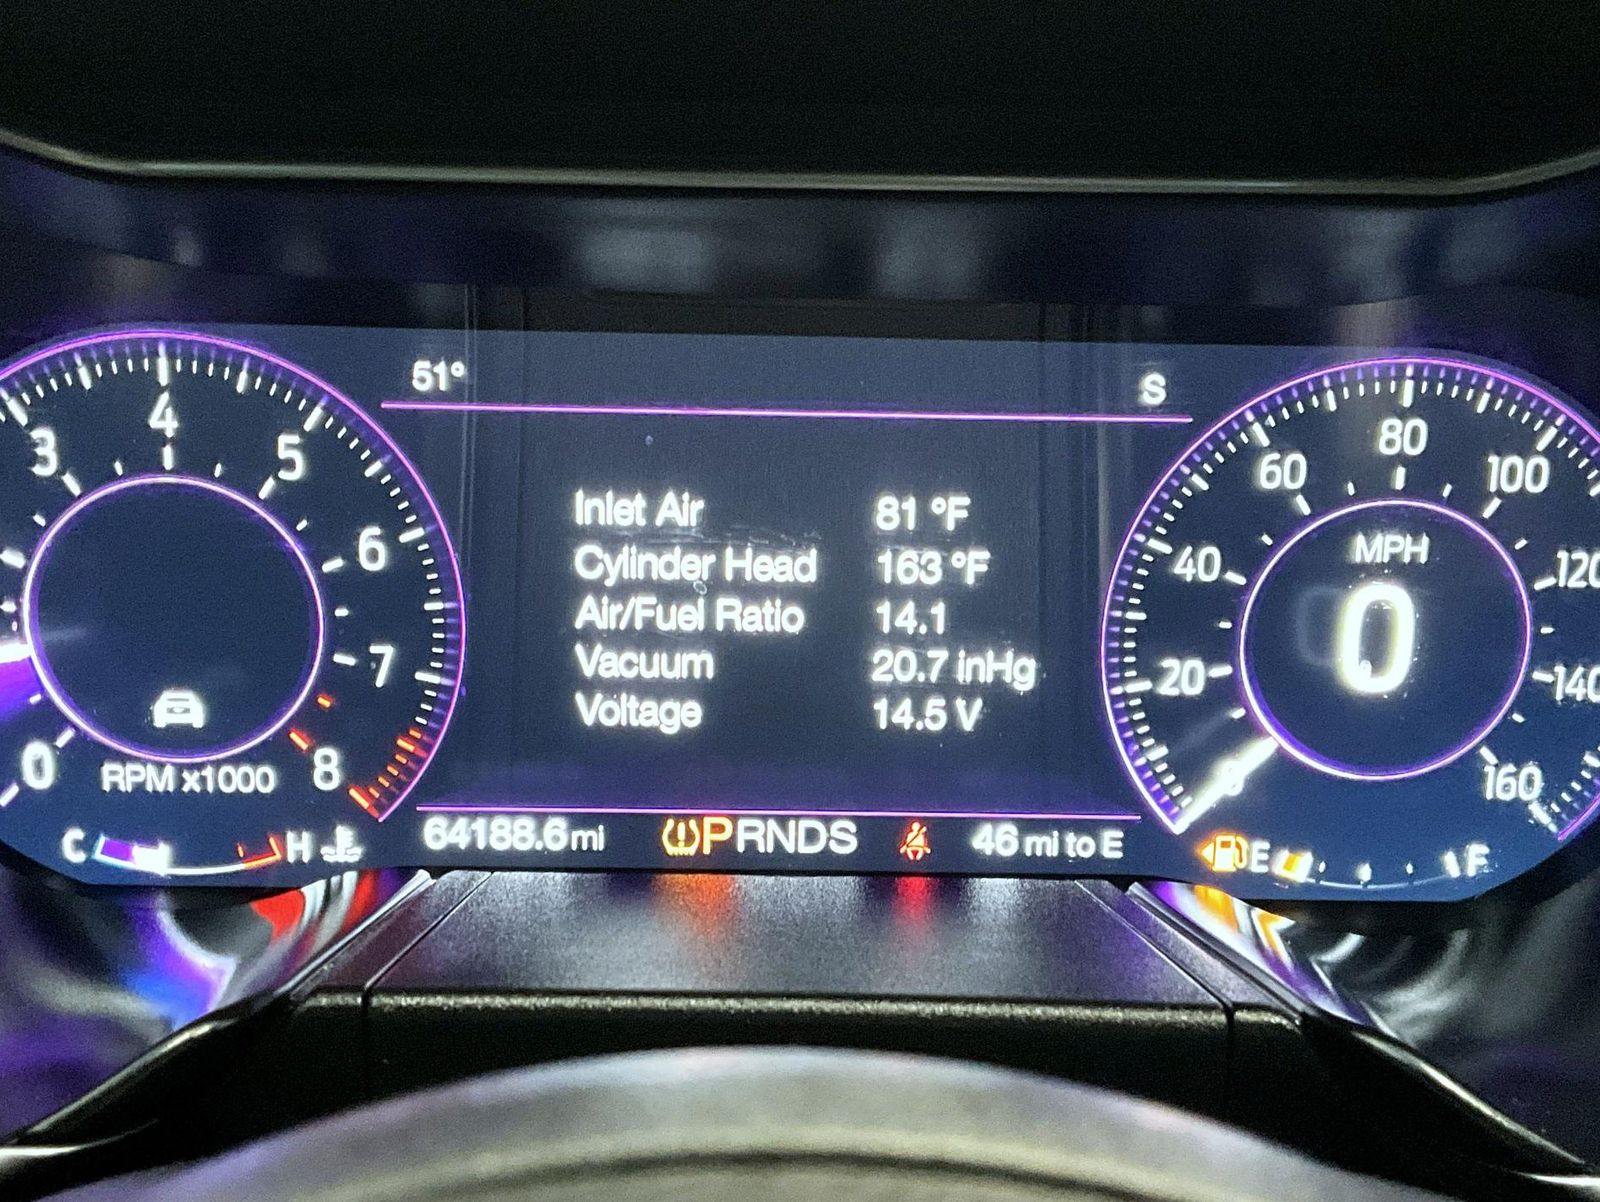 51° S
Inlet Air 81 °F
Cylinder Head 163 °F
Air/Fuel Ratio 14.1
Vacuum 20.7 inHg
Voltage 14.5 V
0 3 4 5 6 7 8
RPM x1000
C H
0 20 40 60 80 100 120 140 160
MPH
0
64188.6 mi PRNDS 46 mi to E
E F